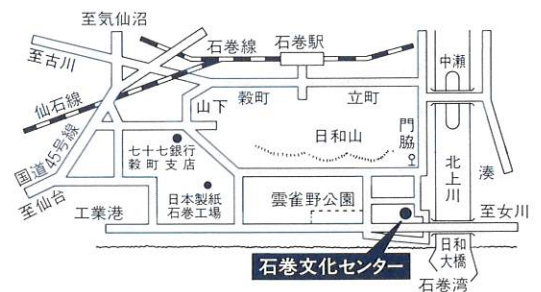 至気仙沼
至古川
石巻線
石巻駅
中瀬
仙石線
山下
穀町
立町
国道45号線
七十七銀行
穀町支店
日和山
門脇
北上川
湊
至仙台
日本製紙
石巻工場
雲雀野公園
工業港
至女川
日和
大橋
石巻文化センター
石巻湾